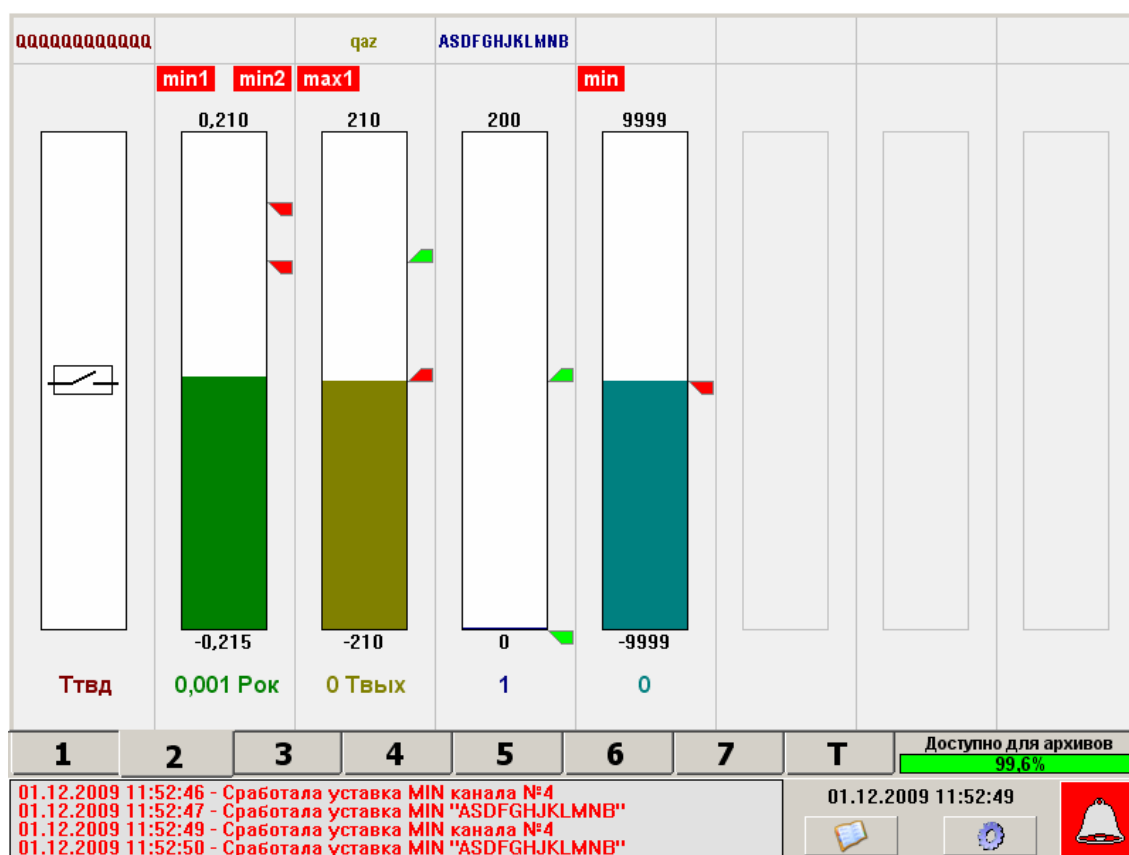 QQQQQQQQQQQQ qaz ASDFGHJKLMNB
min1 min2 max1 min
0,210 210 200 9999
-0,215 -210 0 -9999
Ттвд 0,001 Рок 0 Твых 1 0
1 2 3 4 5 6 7 T Доступно для архивов
99,6%
01.12.2009 11:52:46 - Сработала уставка MIN канала №4
01.12.2009 11:52:47 - Сработала уставка MIN "ASDFGHJKLMNB"
01.12.2009 11:52:49 - Сработала уставка MIN канала №4
01.12.2009 11:52:50 - Сработала уставка MIN "ASDFGHJKLMNB"
01.12.2009 11:52:49